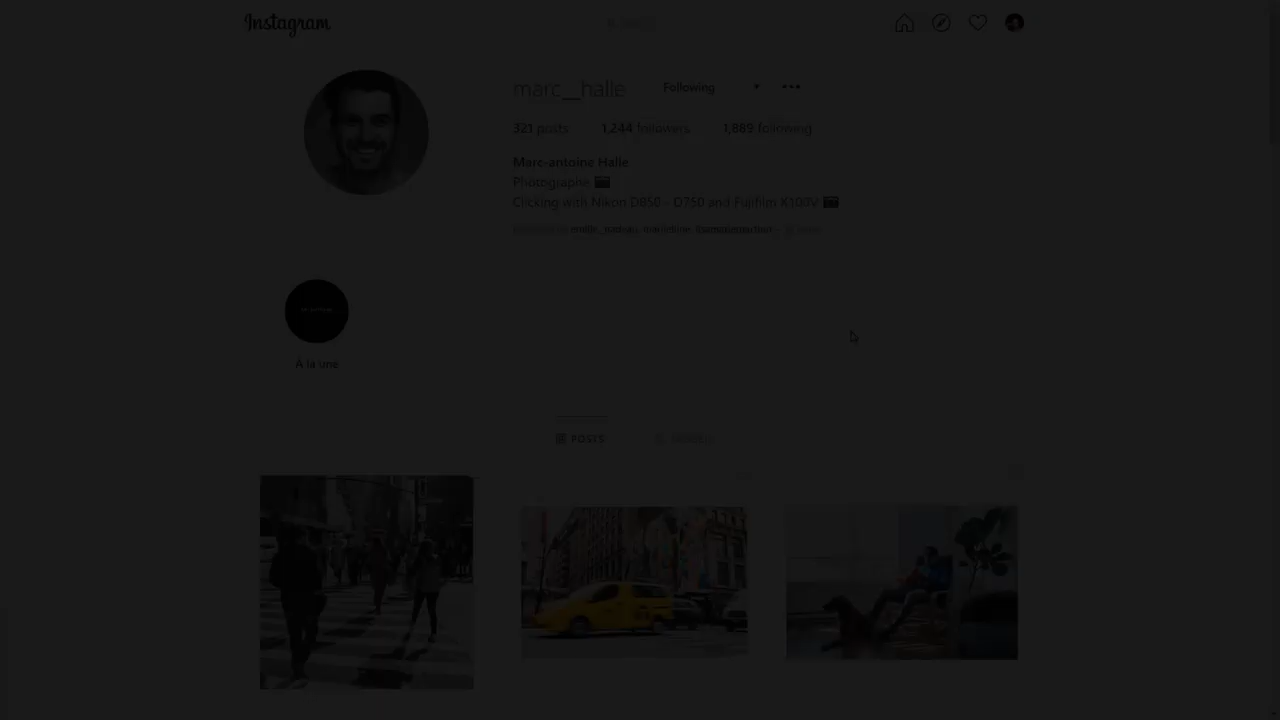 Instagram
marc__halle Following
321 posts 1,244 followers 1,889 following
Marc-antoine Halle
Photographe
Clicking with Nikon D850 - D750 and Fujifilm X100V
À la une
POSTS